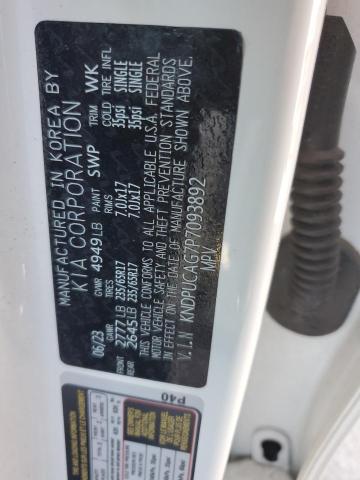 MANUFACTURED IN KOREA BY
KIA CORPORATION
06/23 GVWR 4949LB PAINT SWP TRIM WK
GAWR RIMS COLD TIRE INFL
FRONT 2777LB 235/65R17 7.0Jx17 35psi SINGLE
REAR 2645LB 235/65R17 7.0Jx17 35psi SINGLE
THIS VEHICLE CONFORMS TO ALL APPLICABLE U.S.A. FEDERAL
MOTOR VEHICLE SAFETY AND THEFT PREVENTION STANDARDS
IN EFFECT ON THE DATE OF MANUFACTURE SHOWN ABOVE.
V.I.N KNDPUCAG7P7093892
MPV
P40